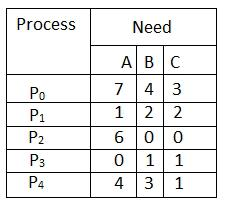 Process Need
A B C
P0 7 4 3
P1 1 2 2
P2 6 0 0
P3 0 1 1
P4 4 3 1